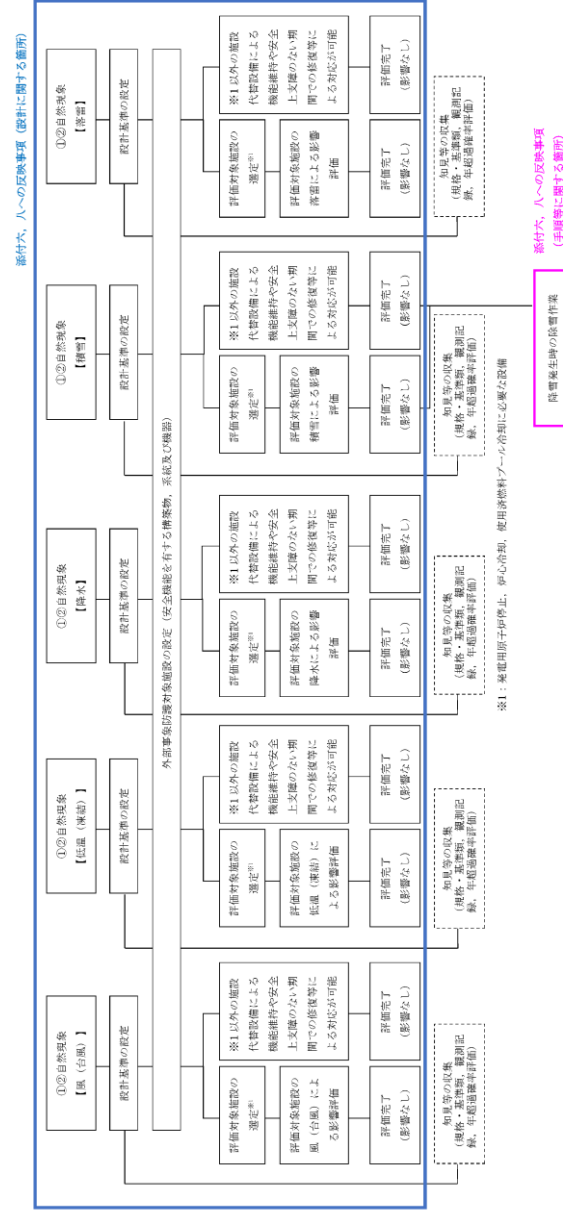 添付六，八への反映事項（設計に関する箇所）
①②自然現象
【風（台風）】
設計基準の設定
①②自然現象
【低温（凍結）】
設計基準の設定
①②自然現象
【降水】
設計基準の設定
①②自然現象
【積雪】
設計基準の設定
①②自然現象
【落雷】
設計基準の設定
外部事象防護対象施設の設定（安全機能を有する構築物，系統及び機器）
評価対象施設の
選定※1
評価対象施設の
風（台風）によ
る影響評価
評価完了
(影響なし)
※1 以外の施設
代替設備による
機能維持や安全
上支障のない期
間での修復等に
よる対応が可能
評価完了
(影響なし)
知見等の収集
(規格・基準類，観測記
録，年超過確率評価)
評価対象施設の
選定※1
評価対象施設の
低温（凍結）に
よる影響評価
評価完了
(影響なし)
※1 以外の施設
代替設備による
機能維持や安全
上支障のない期
間での修復等に
よる対応が可能
評価完了
(影響なし)
知見等の収集
(規格・基準類，観測記
録，年超過確率評価)
評価対象施設の
選定※1
評価対象施設の
降水による影響
評価
評価完了
(影響なし)
※1 以外の施設
代替設備による
機能維持や安全
上支障のない期
間での修復等に
よる対応が可能
評価完了
(影響なし)
知見等の収集
(規格・基準類，観測記
録，年超過確率評価)
評価対象施設の
選定※1
評価対象施設の
積雪による影響
評価
評価完了
(影響なし)
※1 以外の施設
代替設備による
機能維持や安全
上支障のない期
間での修復等に
よる対応が可能
評価完了
(影響なし)
知見等の収集
(規格・基準類，観測記
録，年超過確率評価)
評価対象施設の
選定※1
評価対象施設の
落雷による影響
評価
評価完了
(影響なし)
※1 以外の施設
代替設備による
機能維持や安全
上支障のない期
間での修復等に
よる対応が可能
評価完了
(影響なし)
知見等の収集
(規格・基準類，観測記
録，年超過確率評価)
※1：発電用原子炉停止，炉心冷却，使用済燃料プール冷却に必要な設備
添付六，八への反映事項
(手順等に関する箇所)
降雪発生時の除雪作業